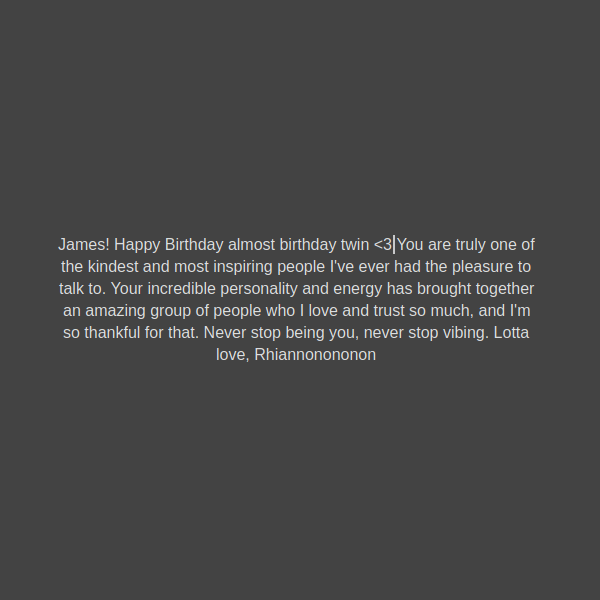 James! Happy Birthday almost birthday twin <3 You are truly one of
the kindest and most inspiring people I've ever had the pleasure to
talk to. Your incredible personality and energy has brought together
an amazing group of people who I love and trust so much, and I'm
so thankful for that. Never stop being you, never stop vibing. Lotta
love, Rhiannonononon